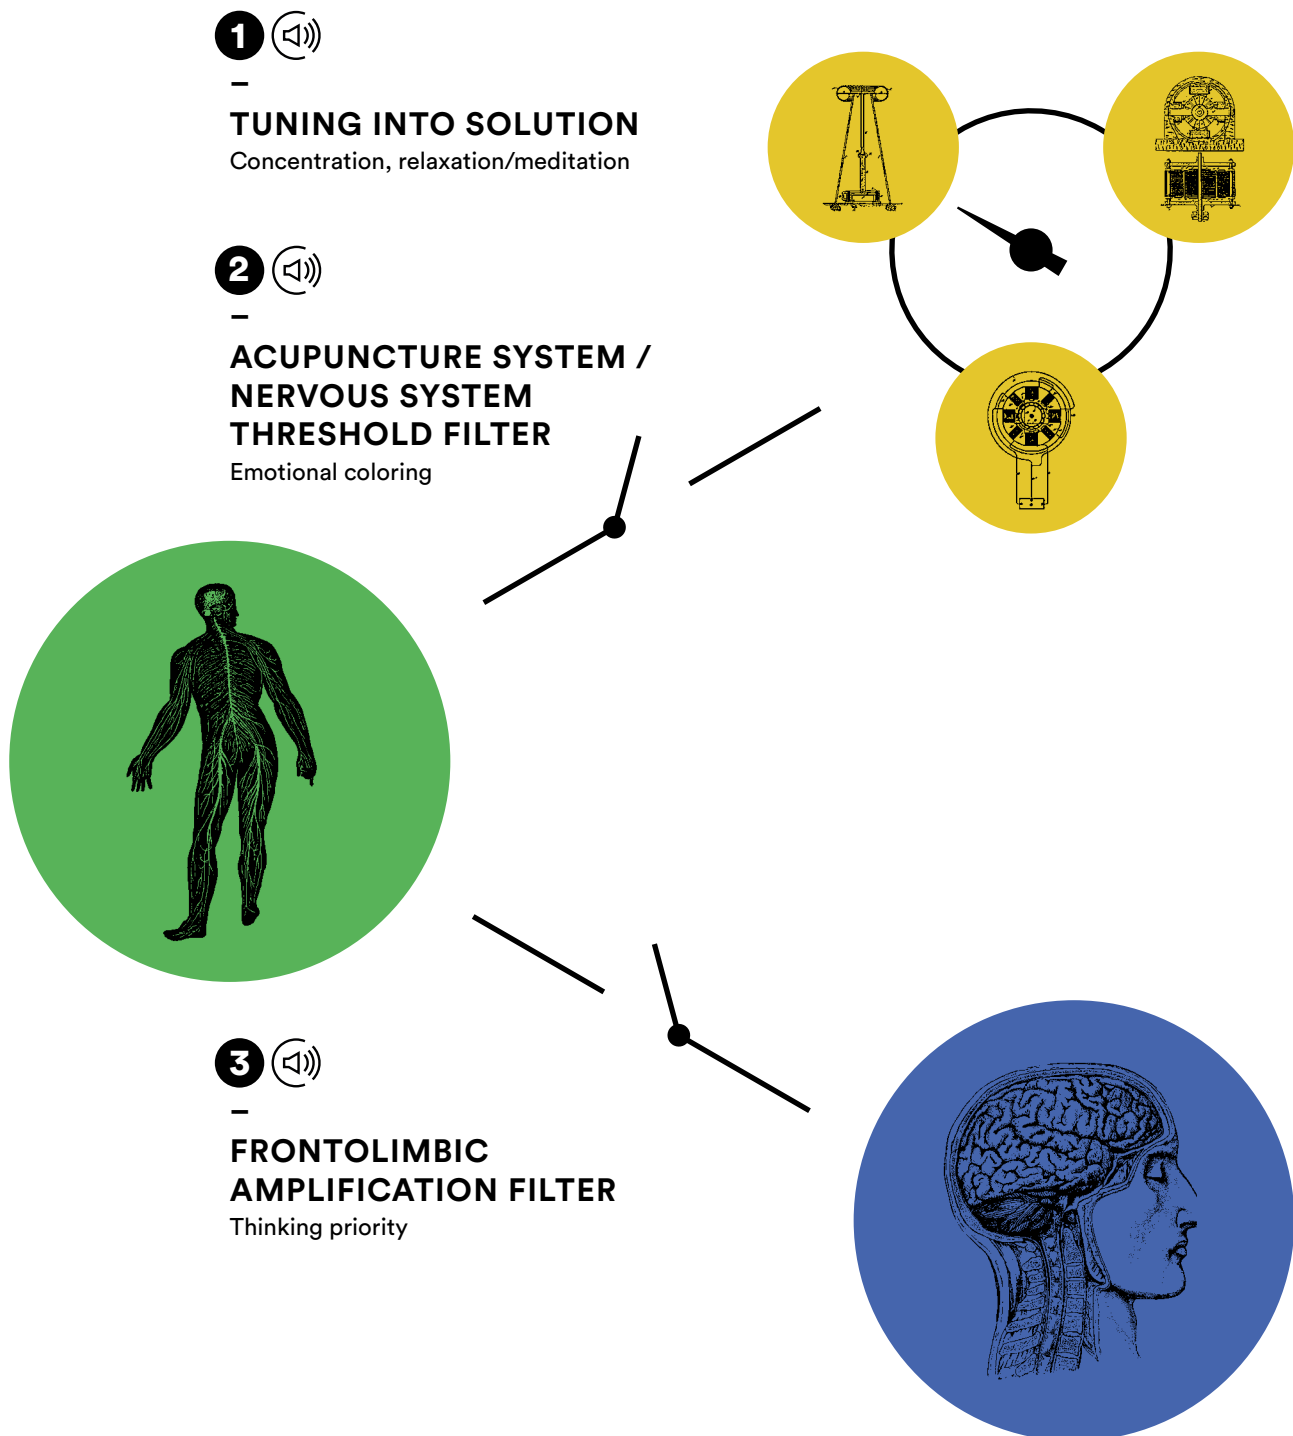 1
–
TUNING INTO SOLUTION
Concentration, relaxation/meditation
2
–
ACUPUNCTURE SYSTEM /
NERVOUS SYSTEM
THRESHOLD FILTER
Emotional coloring
3
–
FRONTOLIMBIC
AMPLIFICATION FILTER
Thinking priority